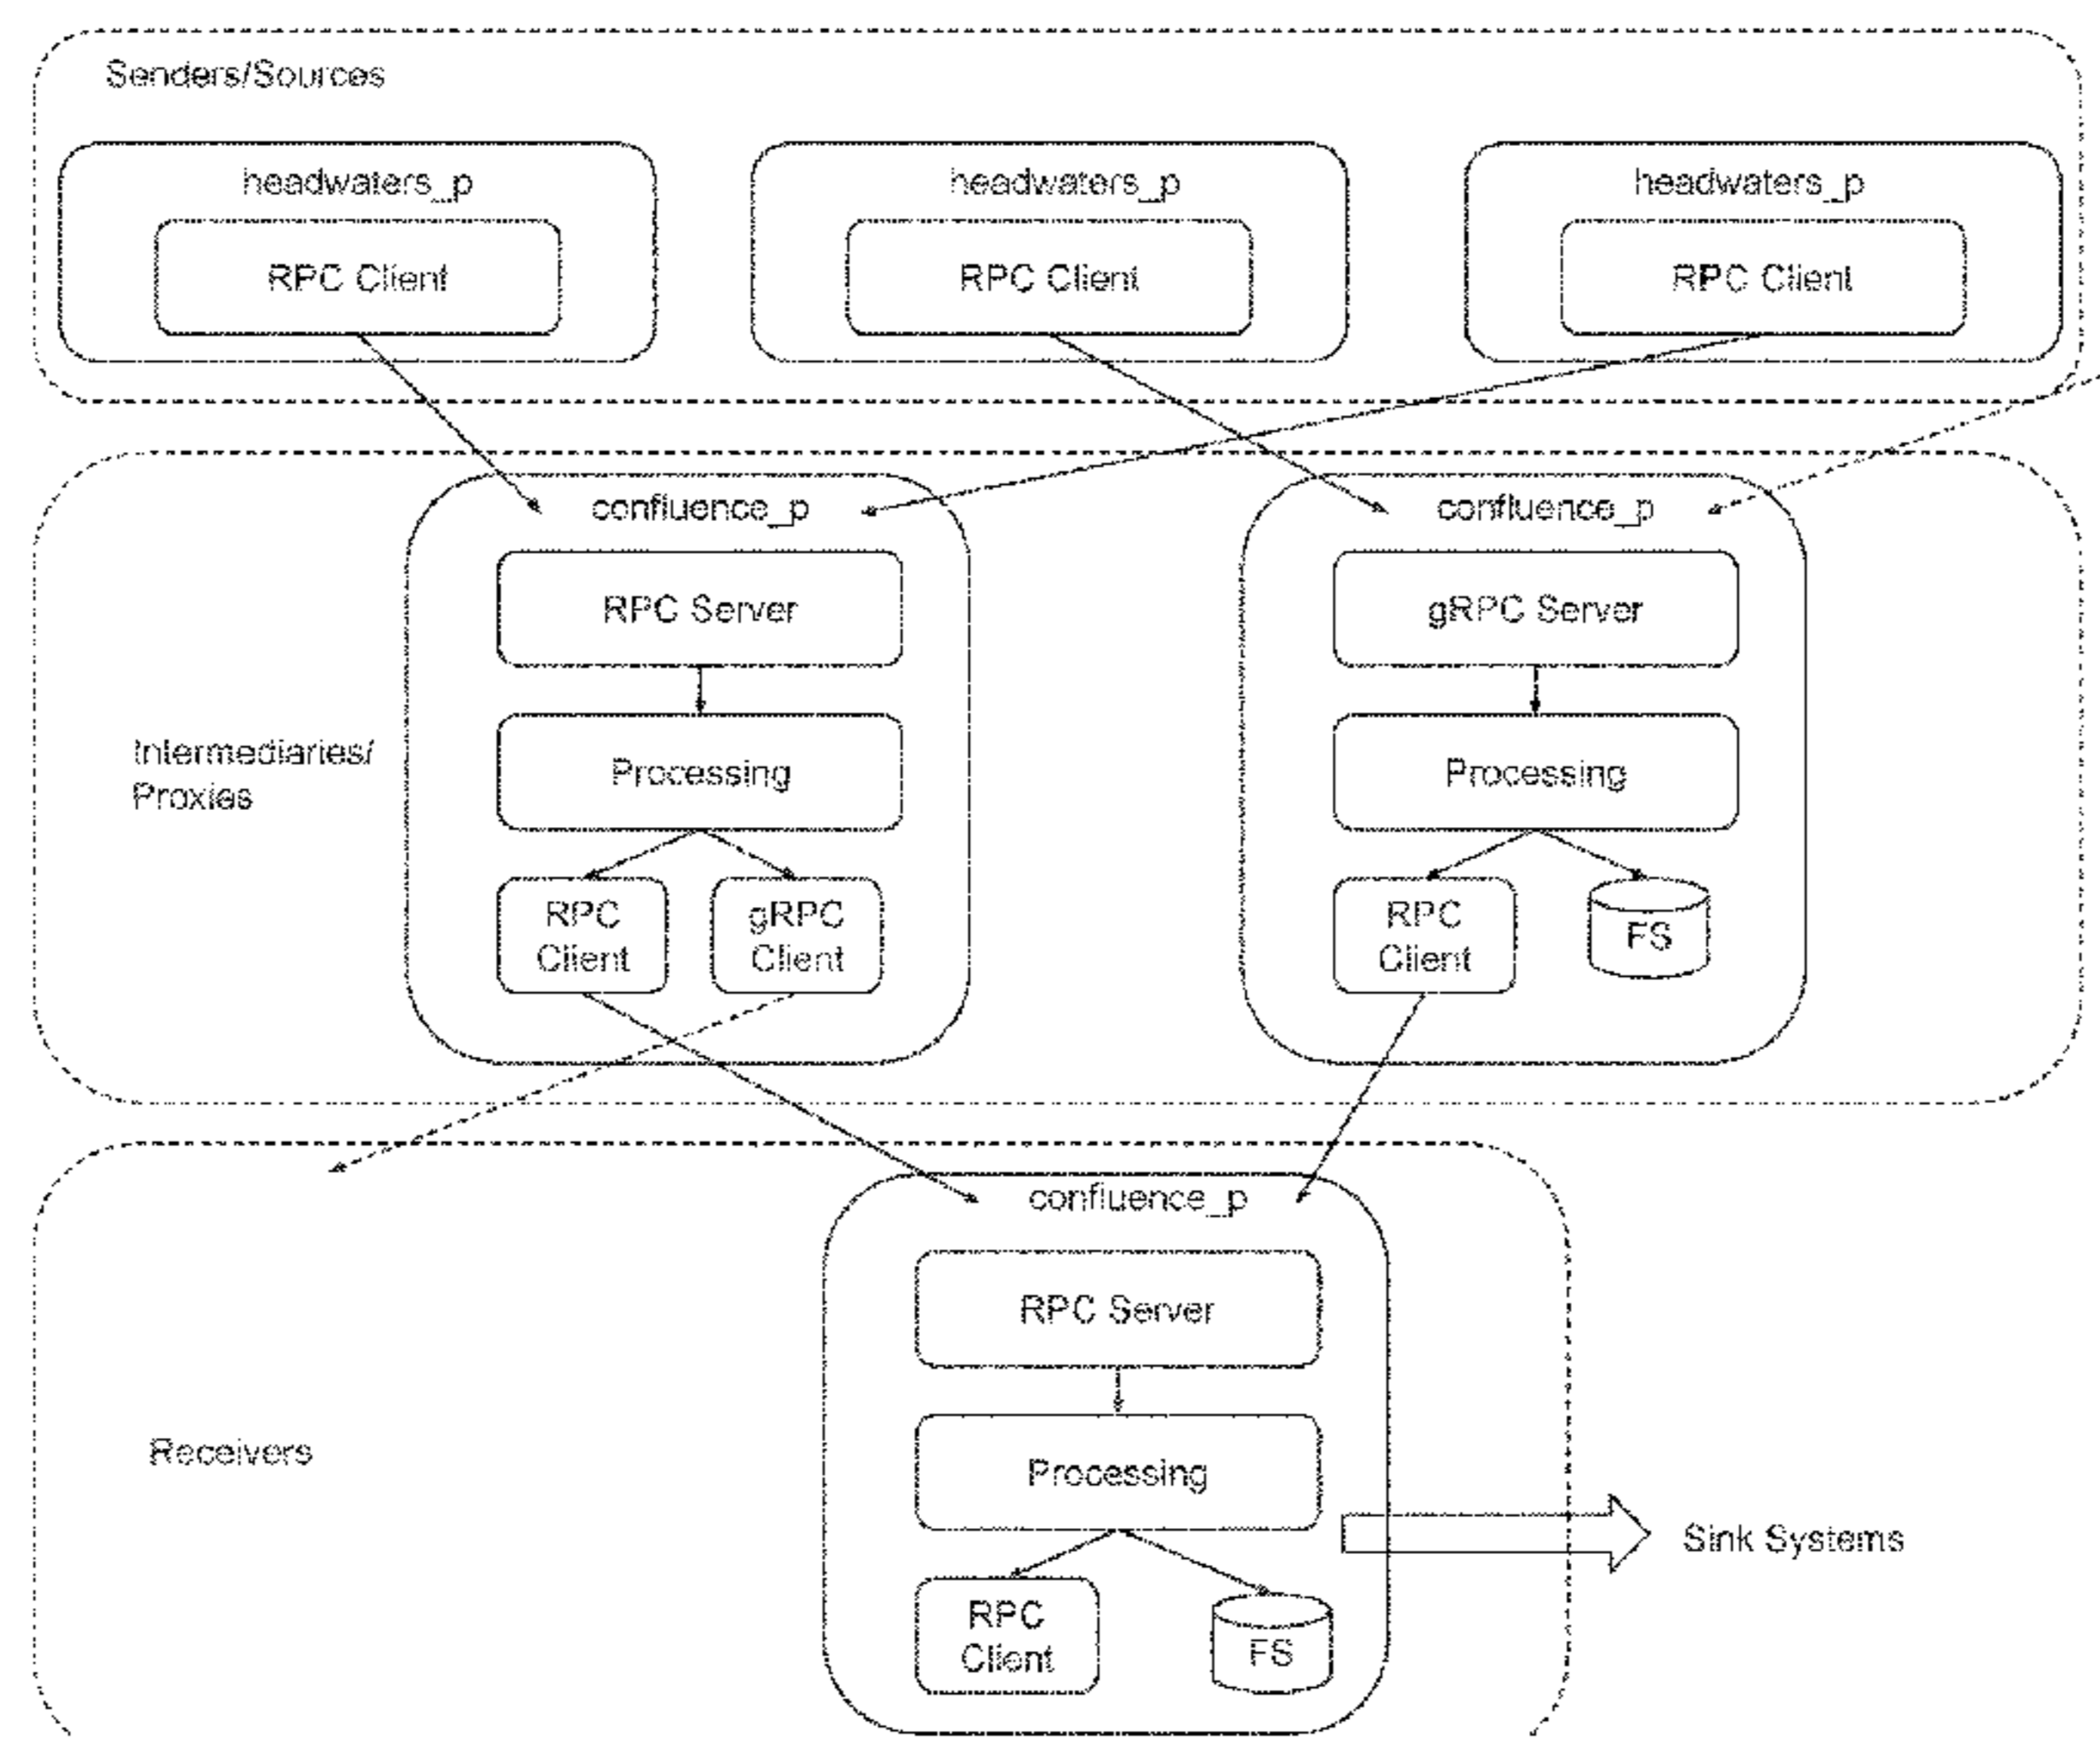 Senders/Sources
headwaters_p
headwaters_p
headwaters_p
RPC Client
RPC Client
RPC Client
confluence_p
confluence_p
RPC Server
gRPC Server
Intermediaries/
Proxies
Processing
Processing
RPC
Client
gRPC
Client
RPC
Client
FS
confluence_p
RPC Server
Receivers
Processing
Sink Systems
RPC
Client
FS